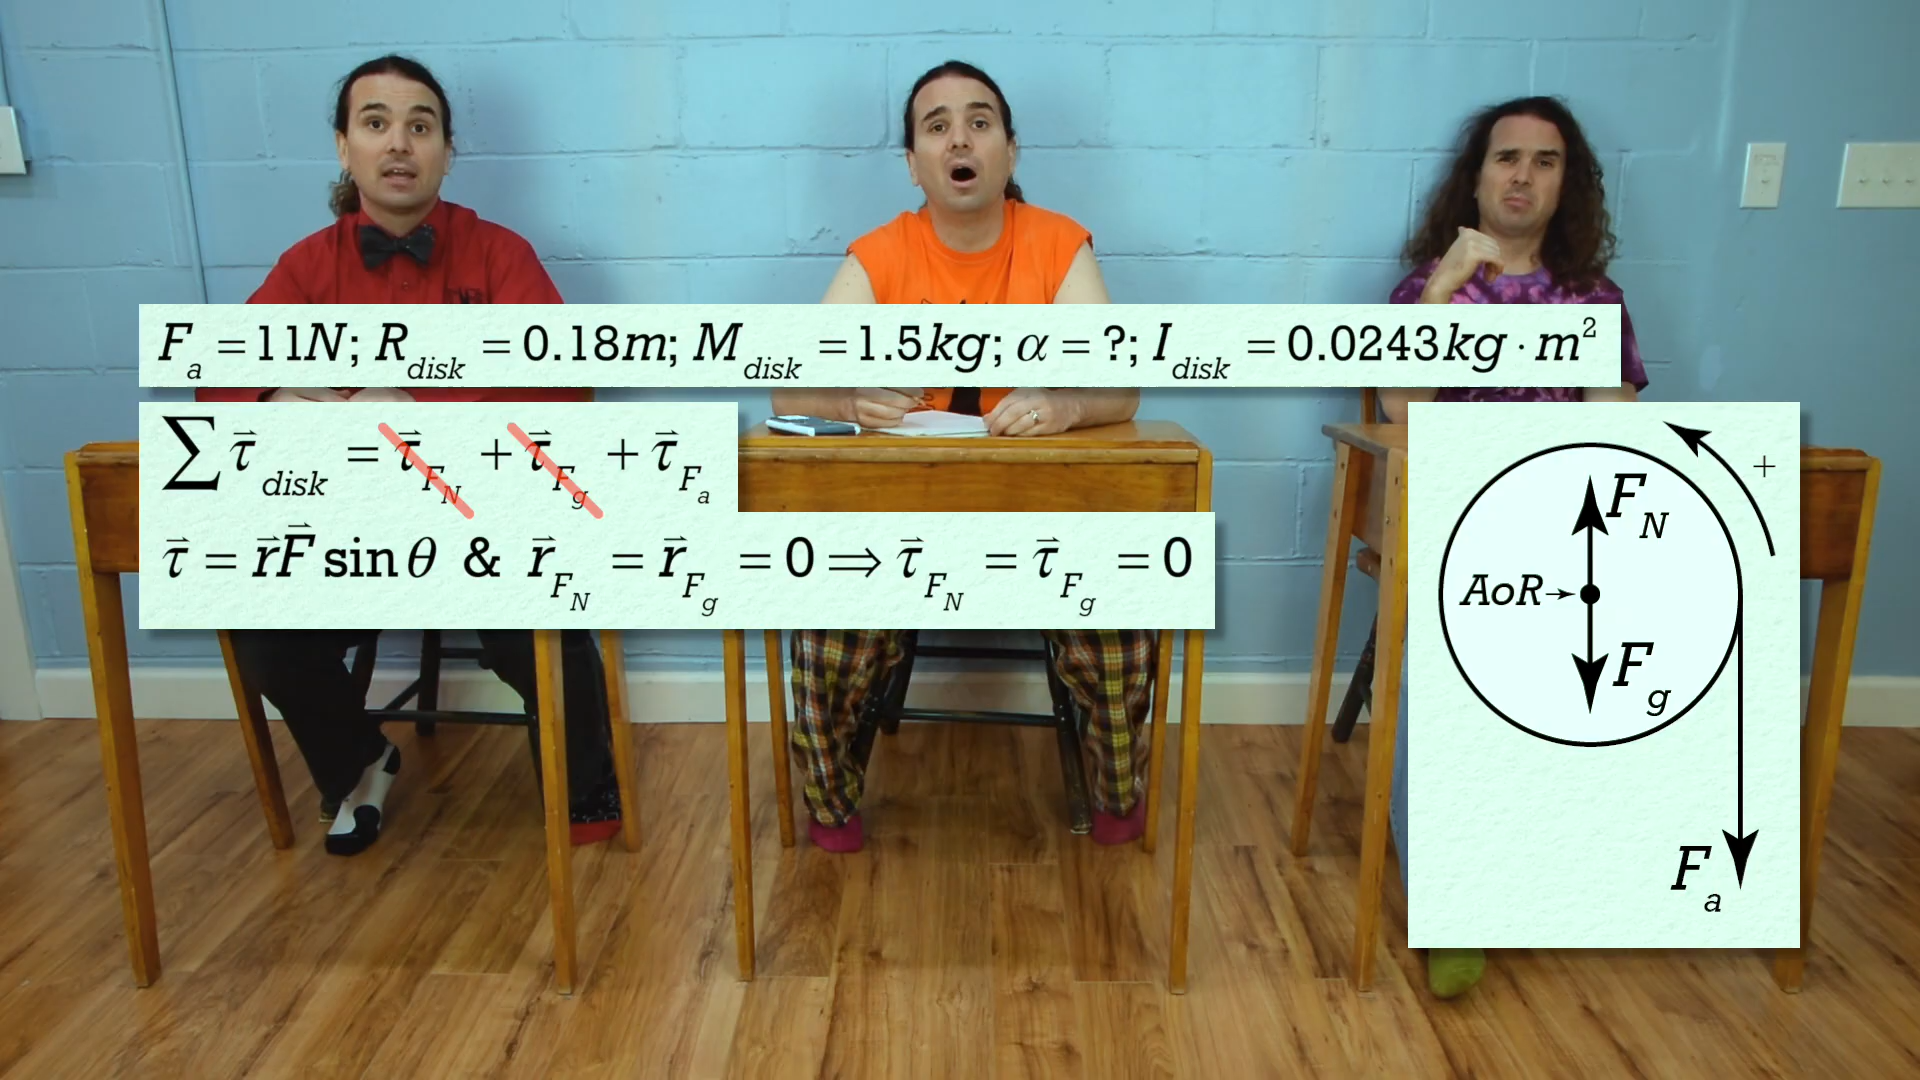 F_a = 11N; R_disk = 0.18m; M_disk = 1.5kg; α = ?; I_disk = 0.0243kg · m²
∑ τ⃗_disk = τ⃗_F_N + τ⃗_F_g + τ⃗_F_a
τ⃗ = r⃗F⃗ sin θ & r⃗_F_N = r⃗_F_g = 0 ⇒ τ⃗_F_N = τ⃗_F_g = 0
+
F_N
AoR
F_g
F_a